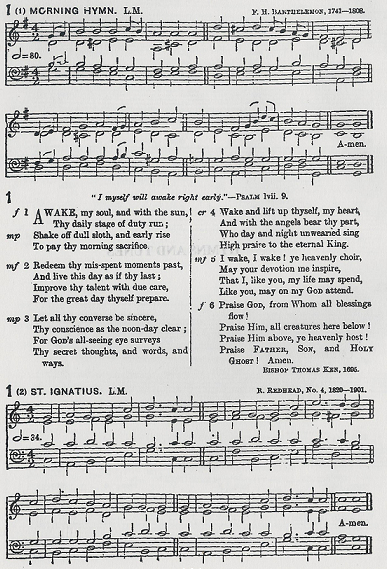 1 (1) MORNING HYMN. L.M. F. H. BARTHELEMON, 1741—1808.
=80.
A-men.
1 "I myself will awake right early."—PSALM lvii. 9.
f 1 AWAKE, my soul, and with the sun,
Thy daily stage of duty run;
mp Shake off dull sloth, and early rise
To pay thy morning sacrifice.
mf 2 Redeem thy mis-spent moments past,
And live this day as if thy last;
Improve thy talent with due care,
For the great day thyself prepare.
mp 3 Let all thy converse be sincere,
Thy conscience as the noon-day clear;
For God's all-seeing eye surveys
Thy secret thoughts, and words, and
ways.
cr 4 Wake and lift up thyself, my heart,
And with the angels bear thy part,
Who day and night unwearied sing
High praise to the eternal King.
mf 5 I wake, I wake! ye heavenly choir,
May your devotion me inspire,
That I, like you, my life may spend,
Like you, may on my God attend.
f 6 Praise God, from Whom all blessings
flow!
Praise Him, all creatures here below!
Praise Him above, ye heavenly host!
Praise FATHER, SON, and HOLY
GHOST! Amen.
BISHOP THOMAS KEN, 1695.
1 (2) ST. IGNATIUS. L.M. R. REDHEAD, No. 4, 1820—1901.
=84.
A-men.